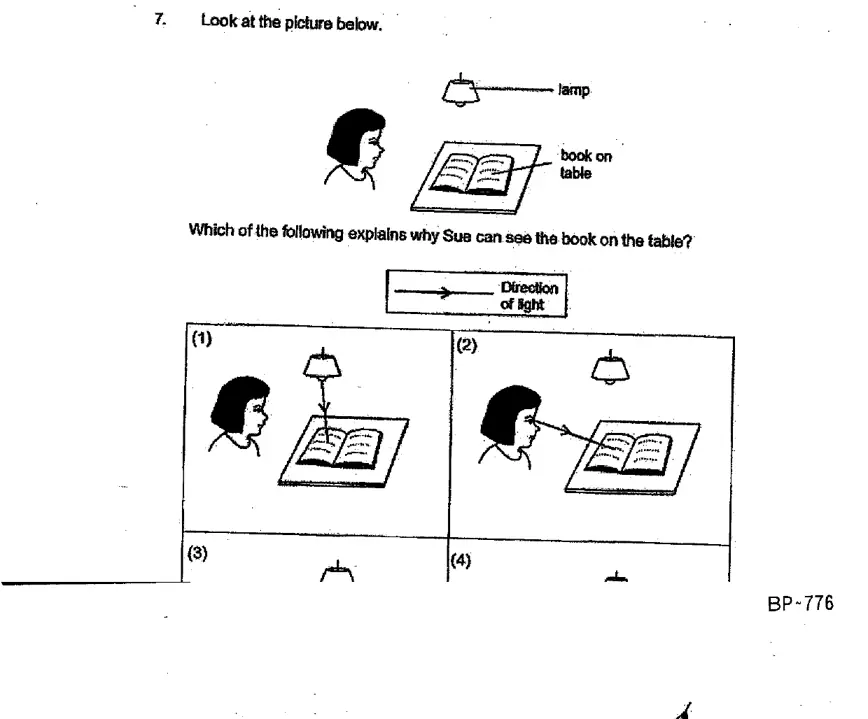 7. Look at the picture below.
lamp
book on
table
Which of the following explains why Sue can see the book on the table?
Direction
of light
(1)
(2)
(3)
(4)
BP-776